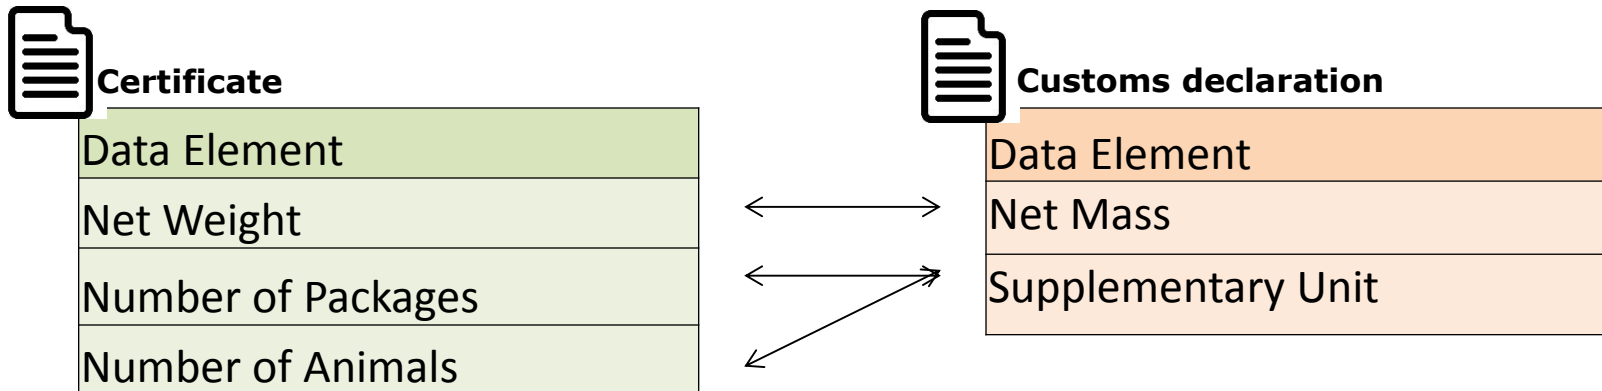 Certificate
Data Element
Net Weight
Number of Packages
Number of Animals
Customs declaration
Data Element
Net Mass
Supplementary Unit